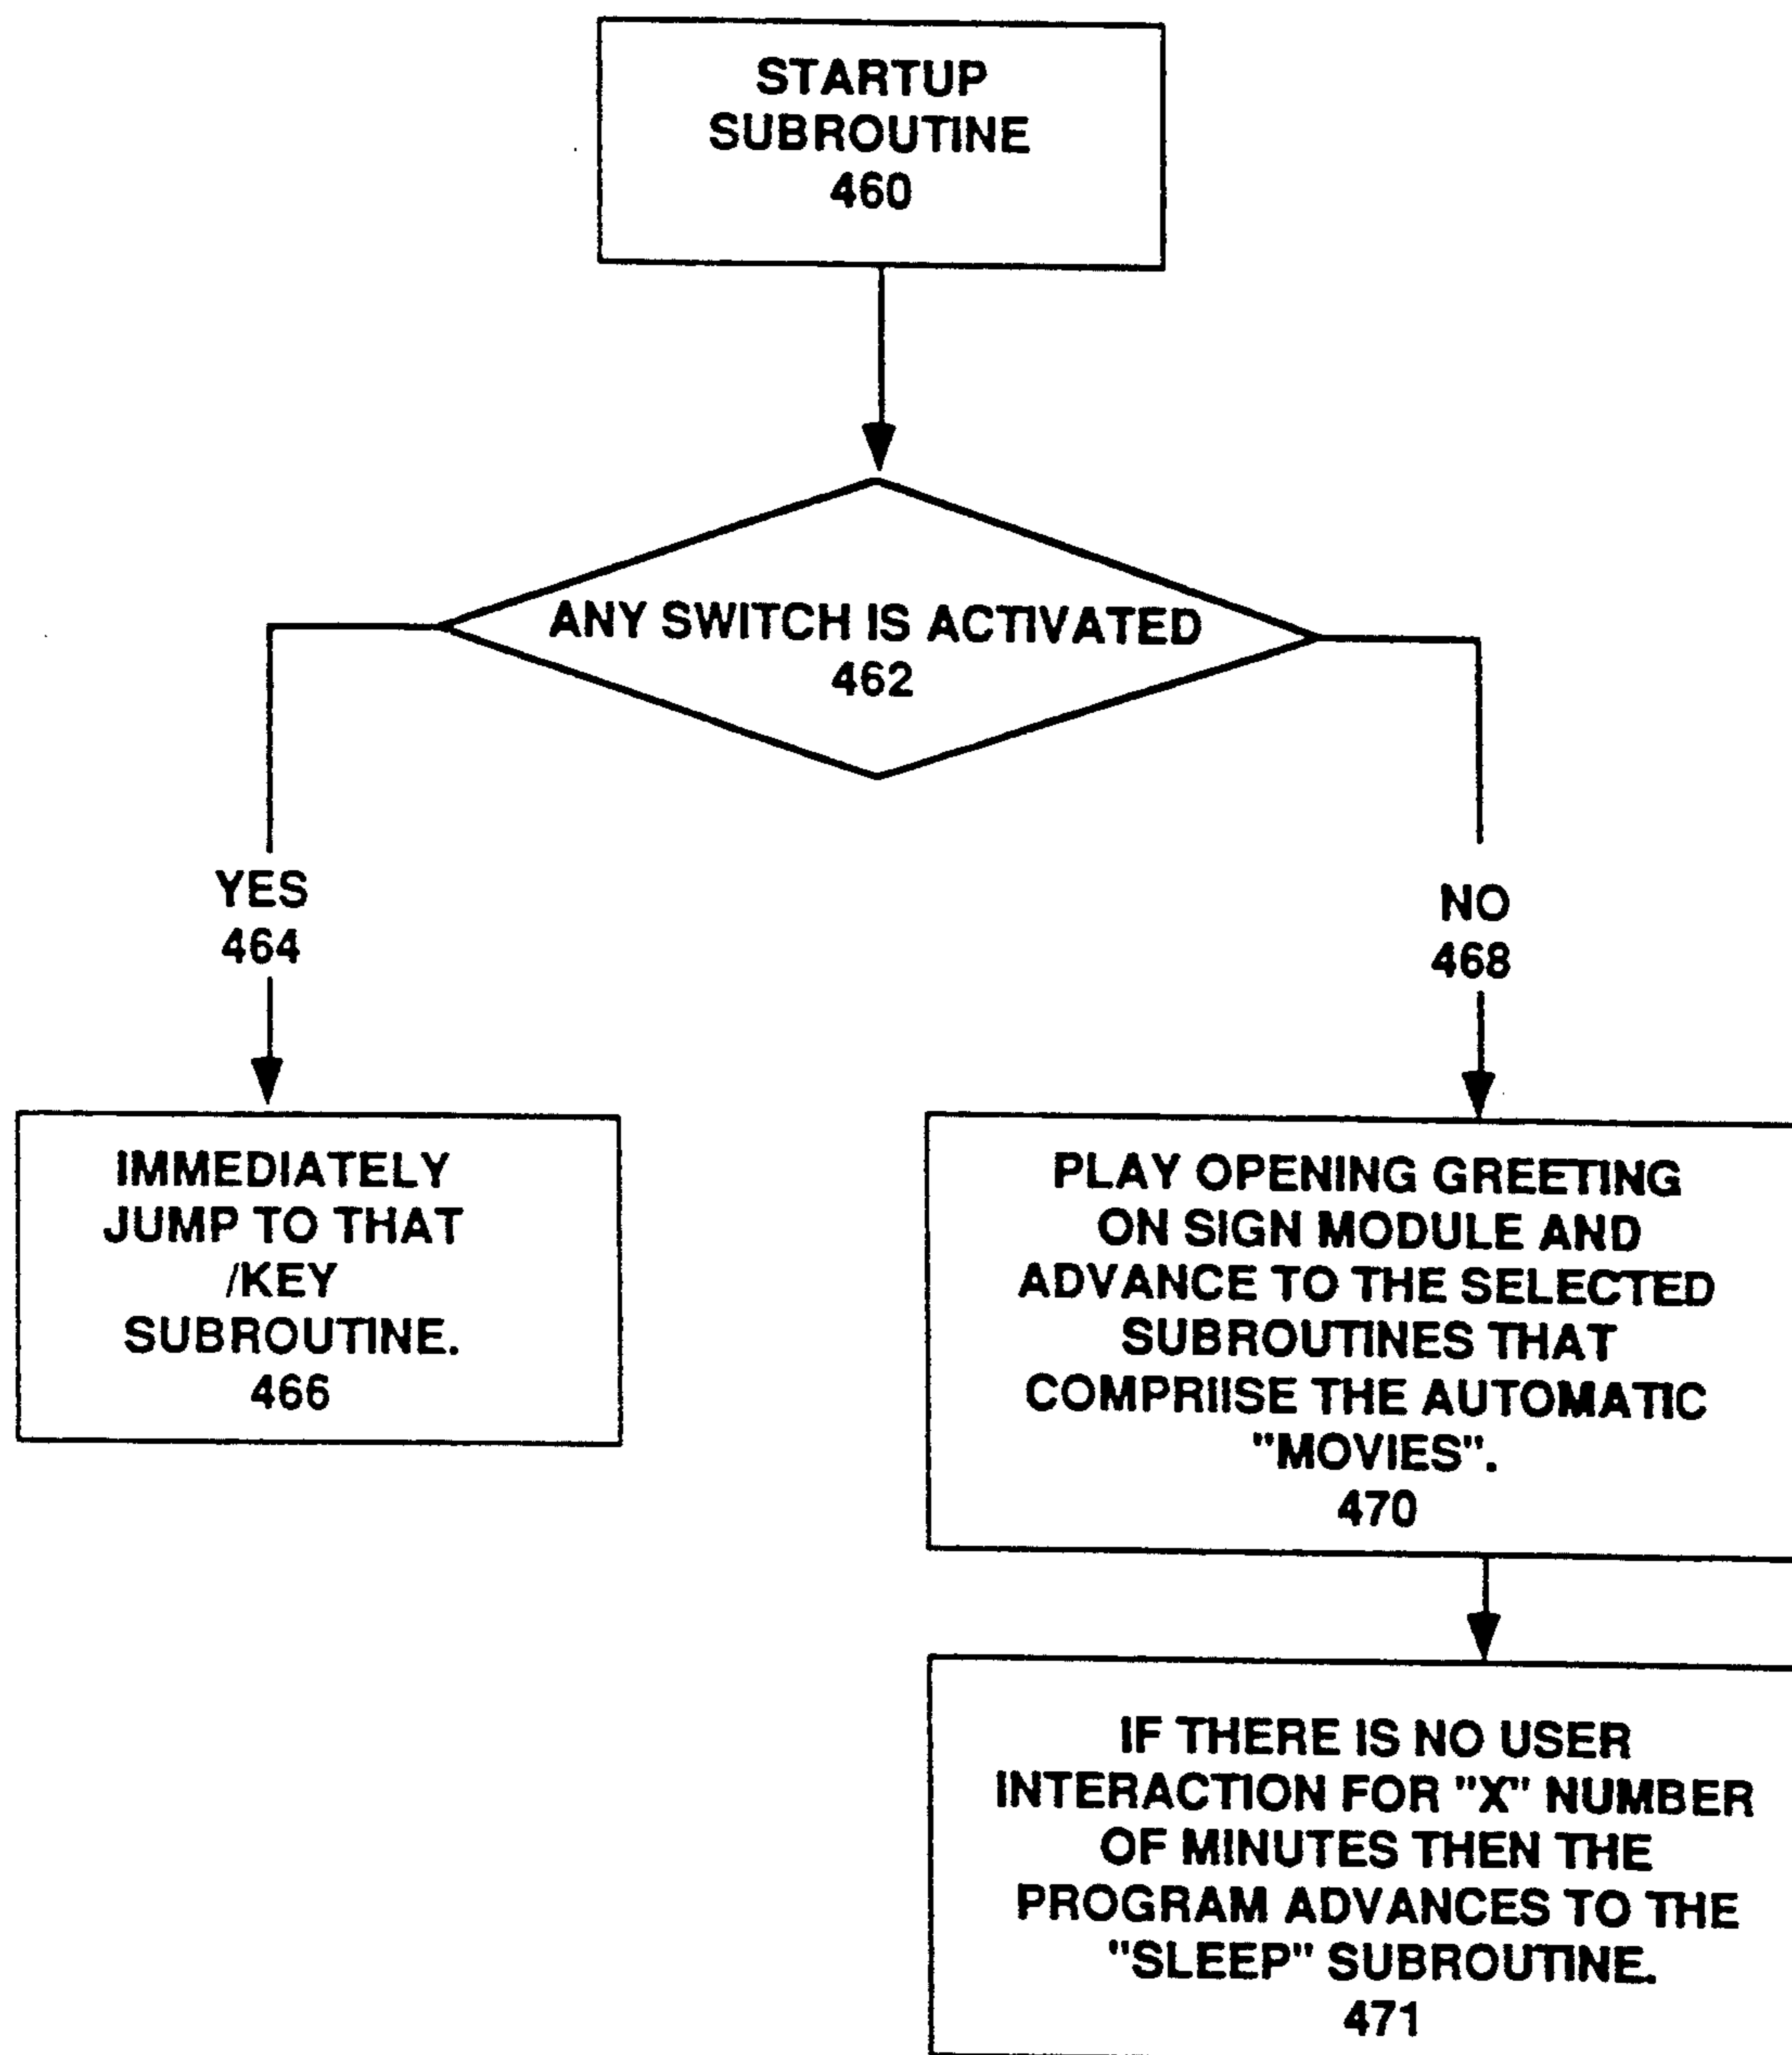 STARTUP
SUBROUTINE
460
ANY SWITCH IS ACTIVATED
462
YES
464
NO
468
IMMEDIATELY
JUMP TO THAT
/KEY
SUBROUTINE.
466
PLAY OPENING GREETING
ON SIGN MODULE AND
ADVANCE TO THE SELECTED
SUBROUTINES THAT
COMPRIISE THE AUTOMATIC
"MOVIES".
470
IF THERE IS NO USER
INTERACTION FOR "X" NUMBER
OF MINUTES THEN THE
PROGRAM ADVANCES TO THE
"SLEEP" SUBROUTINE.
471